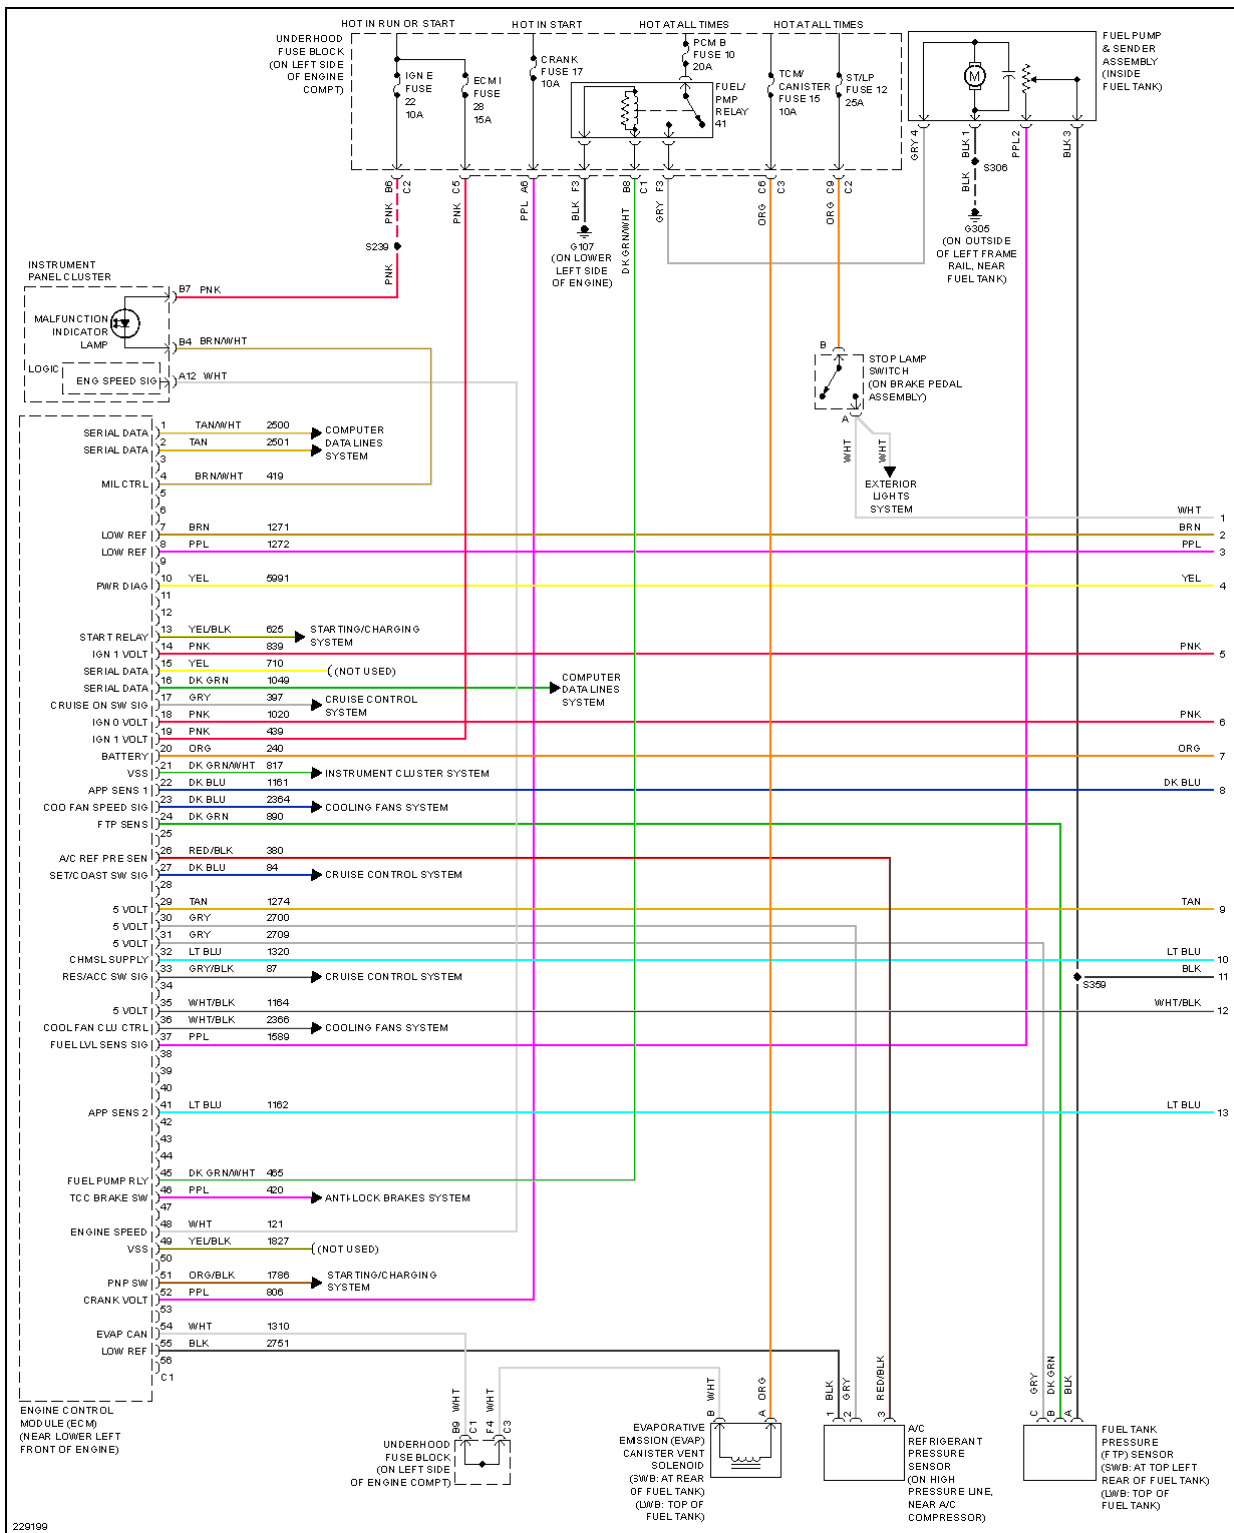 HOT IN RUN OR START
HOT IN START
HOT AT ALL TIMES
HOT AT ALL TIMES
UNDERHOOD
FUSE BLOCK
(ON LEFT SIDE
OF ENGINE
COMPT)
IGN E
FUSE
22
10A
ECM I
FUSE
28
15A
CRANK
FUSE 17
10A
PCM B
FUSE 10
20A
FUEL/
PMP
RELAY
41
TCM/
CANISTER
FUSE 15
10A
ST/LP
FUSE 12
25A
FUEL PUMP
& SENDER
ASSEMBLY
(INSIDE
FUEL TANK)
M
GRY 4
BLK 1
PPL 2
BLK 3
S306
BLK
G305
(ON OUTSIDE
OF LEFT FRAME
RAIL, NEAR
FUEL TANK)
B6
C2
C5
A6
F3
B8
C1
F3
C6
C3
C9
C2
PNK
PNK
PPL
BLK
DK GRN/WHT
GRY
ORG
ORG
S239
PNK
G107
(ON LOWER
LEFT SIDE
OF ENGINE)
INSTRUMENT
PANEL CLUSTER
MALFUNCTION
INDICATOR
LAMP
LOGIC
ENG SPEED SIG
B7 PNK
B4 BRN/WHT
A12 WHT
B
STOP LAMP
SWITCH
(ON BRAKE PEDAL
ASSEMBLY)
A
WHT
WHT
EXTERIOR
LIGHTS
SYSTEM
SERIAL DATA 1 TAN/WHT 2500
SERIAL DATA 2 TAN 2501
COMPUTER
DATA LINES
SYSTEM
3
MIL CTRL 4 BRN/WHT 419
5
6
WHT 1
LOW REF 7 BRN 1271 BRN 2
LOW REF 8 PPL 1272 PPL 3
9
PWR DIAG 10 YEL 5991 YEL 4
11
12
START RELAY 13 YEL/BLK 625
STARTING/CHARGING
SYSTEM
IGN 1 VOLT 14 PNK 839 PNK 5
SERIAL DATA 15 YEL 710 (NOT USED)
SERIAL DATA 16 DK GRN 1049
COMPUTER
DATA LINES
SYSTEM
CRUISE ON SW SIG 17 GRY 397
CRUISE CONTROL
SYSTEM
IGN 0 VOLT 18 PNK 1020 PNK 6
IGN 1 VOLT 19 PNK 439
BATTERY 20 ORG 240 ORG 7
VSS 21 DK GRN/WHT 817 INSTRUMENT CLUSTER SYSTEM
APP SENS 1 22 DK BLU 1161 DK BLU 8
COO FAN SPEED SIG 23 DK BLU 2364 COOLING FANS SYSTEM
FTP SENS 24 DK GRN 890
25
A/C REF PRE SEN 26 RED/BLK 380
SET/COAST SW SIG 27 DK BLU 84 CRUISE CONTROL SYSTEM
28
5 VOLT 29 TAN 1274 TAN 9
5 VOLT 30 GRY 2700
5 VOLT 31 GRY 2709
CHMSL SUPPLY 32 LT BLU 1320 LT BLU 10
RES/ACC SW SIG 33 GRY/BLK 87 CRUISE CONTROL SYSTEM BLK 11
S359
34
5 VOLT 35 WHT/BLK 1164 WHT/BLK 12
COOL FAN CLU CTRL 36 WHT/BLK 2366 COOLING FANS SYSTEM
FUEL LVL SENS SIG 37 PPL 1589
38
39
40
APP SENS 2 41 LT BLU 1162 LT BLU 13
42
43
44
FUEL PUMP RLY 45 DK GRN/WHT 465
TCC BRAKE SW 46 PPL 420 ANTI-LOCK BRAKES SYSTEM
47
ENGINE SPEED 48 WHT 121
VSS 49 YEL/BLK 1827 (NOT USED)
50
PNP SW 51 ORG/BLK 1786
STARTING/CHARGING
SYSTEM
CRANK VOLT 52 PPL 806
53
EVAP CAN 54 WHT 1310
LOW REF 55 BLK 2751
56
C1
ENGINE CONTROL
MODULE (ECM)
(NEAR LOWER LEFT
FRONT OF ENGINE)
B9 WHT
C1
F4 WHT
C3
UNDERHOOD
FUSE BLOCK
(ON LEFT SIDE
OF ENGINE COMPT)
B WHT
A ORG
EVAPORATIVE
EMISSION (EVAP)
CANISTER VENT
SOLENOID
(SWB: AT REAR
OF FUEL TANK)
(LWB: TOP OF
FUEL TANK)
1 BLK
2 GRY
3 RED/BLK
A/C
REFRIGERANT
PRESSURE
SENSOR
(ON HIGH
PRESSURE LINE,
NEAR A/C
COMPRESSOR)
C GRY
B DK GRN
A BLK
FUEL TANK
PRESSURE
(FTP) SENSOR
(SWB: AT TOP LEFT
REAR OF FUEL TANK)
(LWB: TOP OF
FUEL TANK)
229199